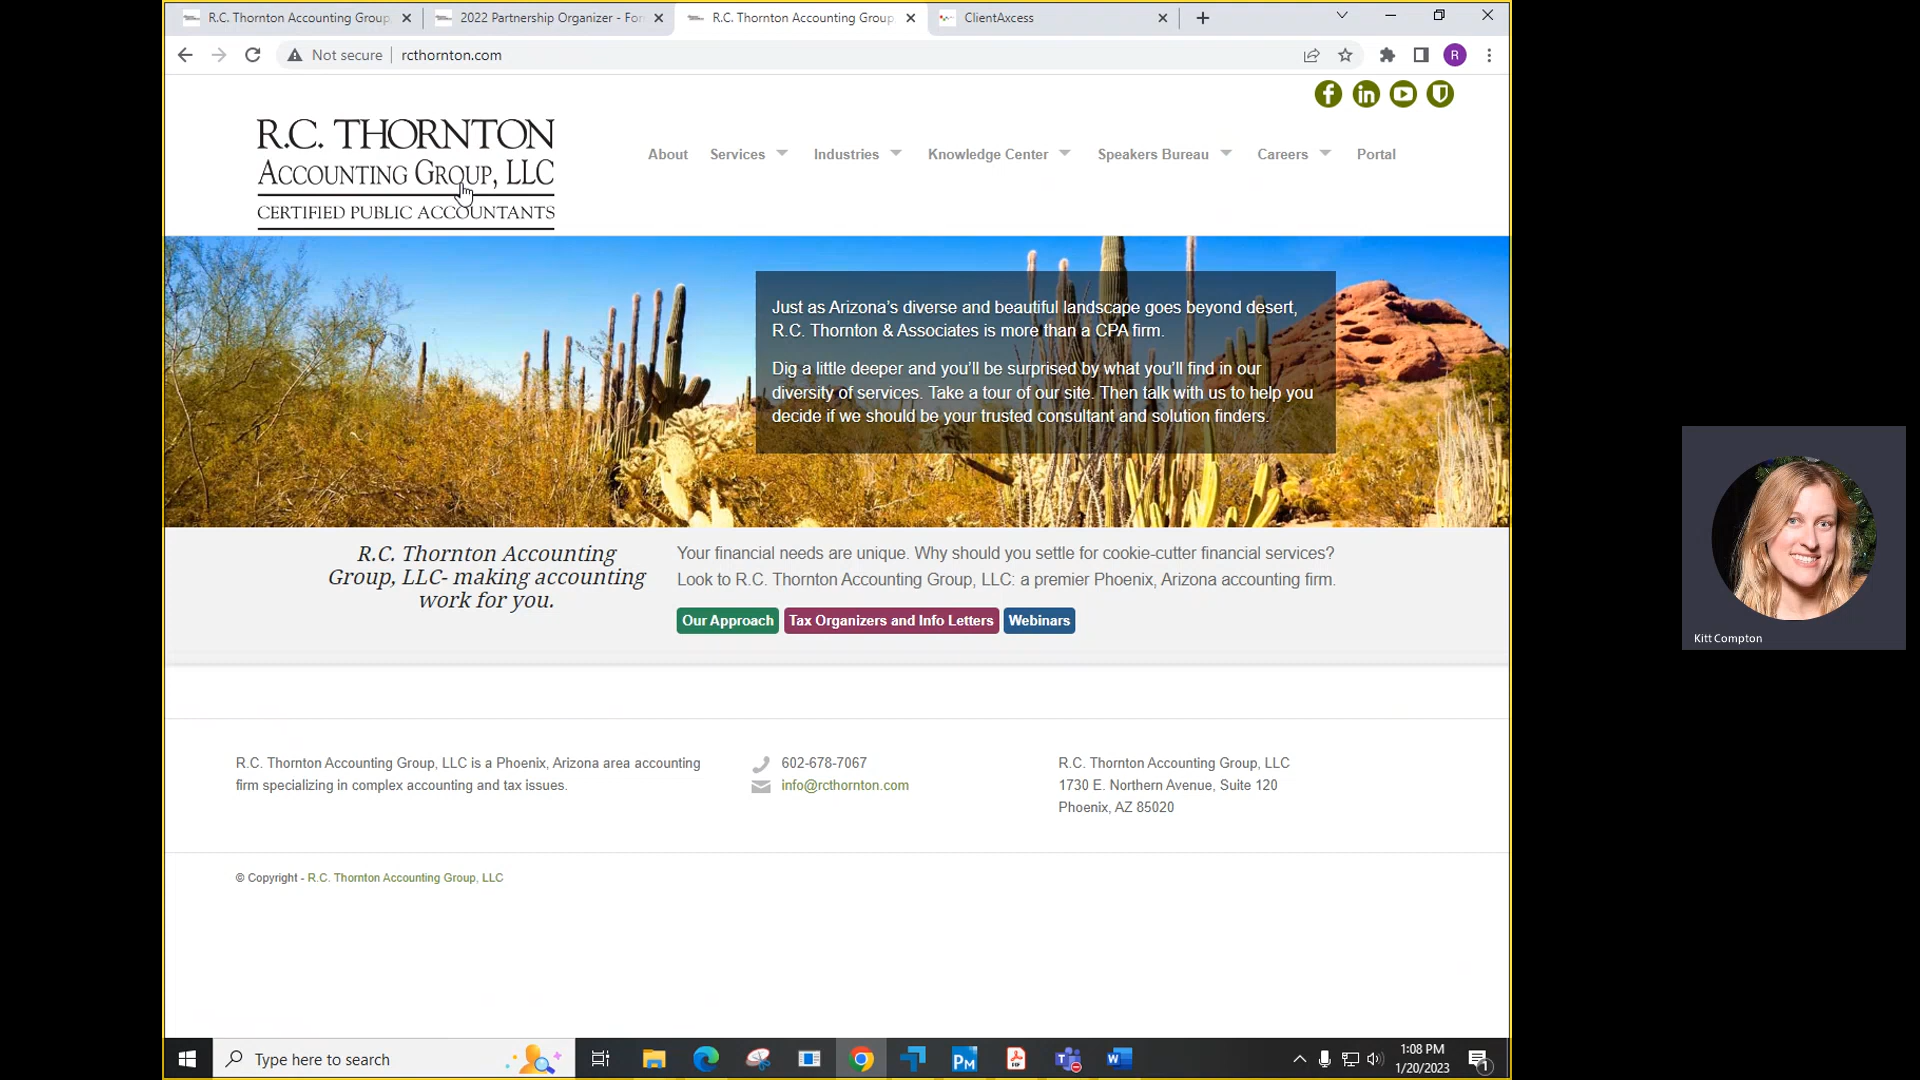 R.C. Thornton Accounting Group,
2022 Partnership Organizer - For
R.C. Thornton Accounting Group,
ClientAxcess
Not secure
rcthornton.com
R
R.C. THORNTON
ACCOUNTING GROUP, LLC
CERTIFIED PUBLIC ACCOUNTANTS
About
Services
Industries
Knowledge Center
Speakers Bureau
Careers
Portal
Just as Arizona's diverse and beautiful landscape goes beyond desert,
R.C. Thornton & Associates is more than a CPA firm.
Dig a little deeper and you'll be surprised by what you'll find in our
diversity of services. Take a tour of our site. Then talk with us to help you
decide if we should be your trusted consultant and solution finders.
R.C. Thornton Accounting
Group, LLC- making accounting
work for you.
Your financial needs are unique. Why should you settle for cookie-cutter financial services?
Look to R.C. Thornton Accounting Group, LLC: a premier Phoenix, Arizona accounting firm.
Our Approach
Tax Organizers and Info Letters
Webinars
Kitt Compton
R.C. Thornton Accounting Group, LLC is a Phoenix, Arizona area accounting
firm specializing in complex accounting and tax issues.
602-678-7067
info@rcthornton.com
R.C. Thornton Accounting Group, LLC
1730 E. Northern Avenue, Suite 120
Phoenix, AZ 85020
© Copyright - R.C. Thornton Accounting Group, LLC
Type here to search
PM
W
1:08 PM
1/20/2023
1